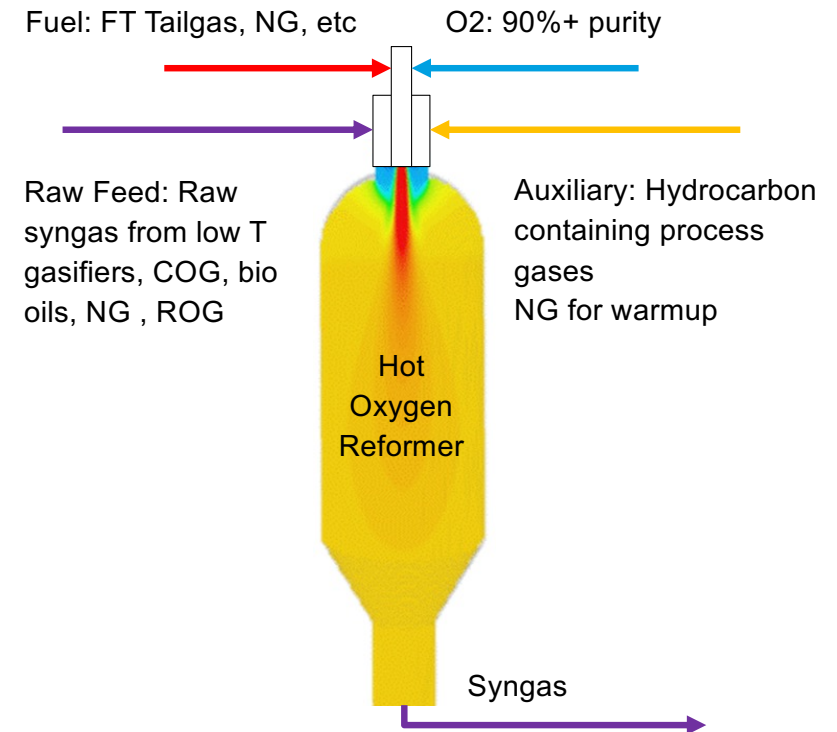 Fuel: FT Tailgas, NG, etc
O2: 90%+ purity
Raw Feed: Raw
syngas from low T
gasifiers, COG, bio
oils, NG , ROG
Auxiliary: Hydrocarbon
containing process
gases
NG for warmup
Hot
Oxygen
Reformer
Syngas